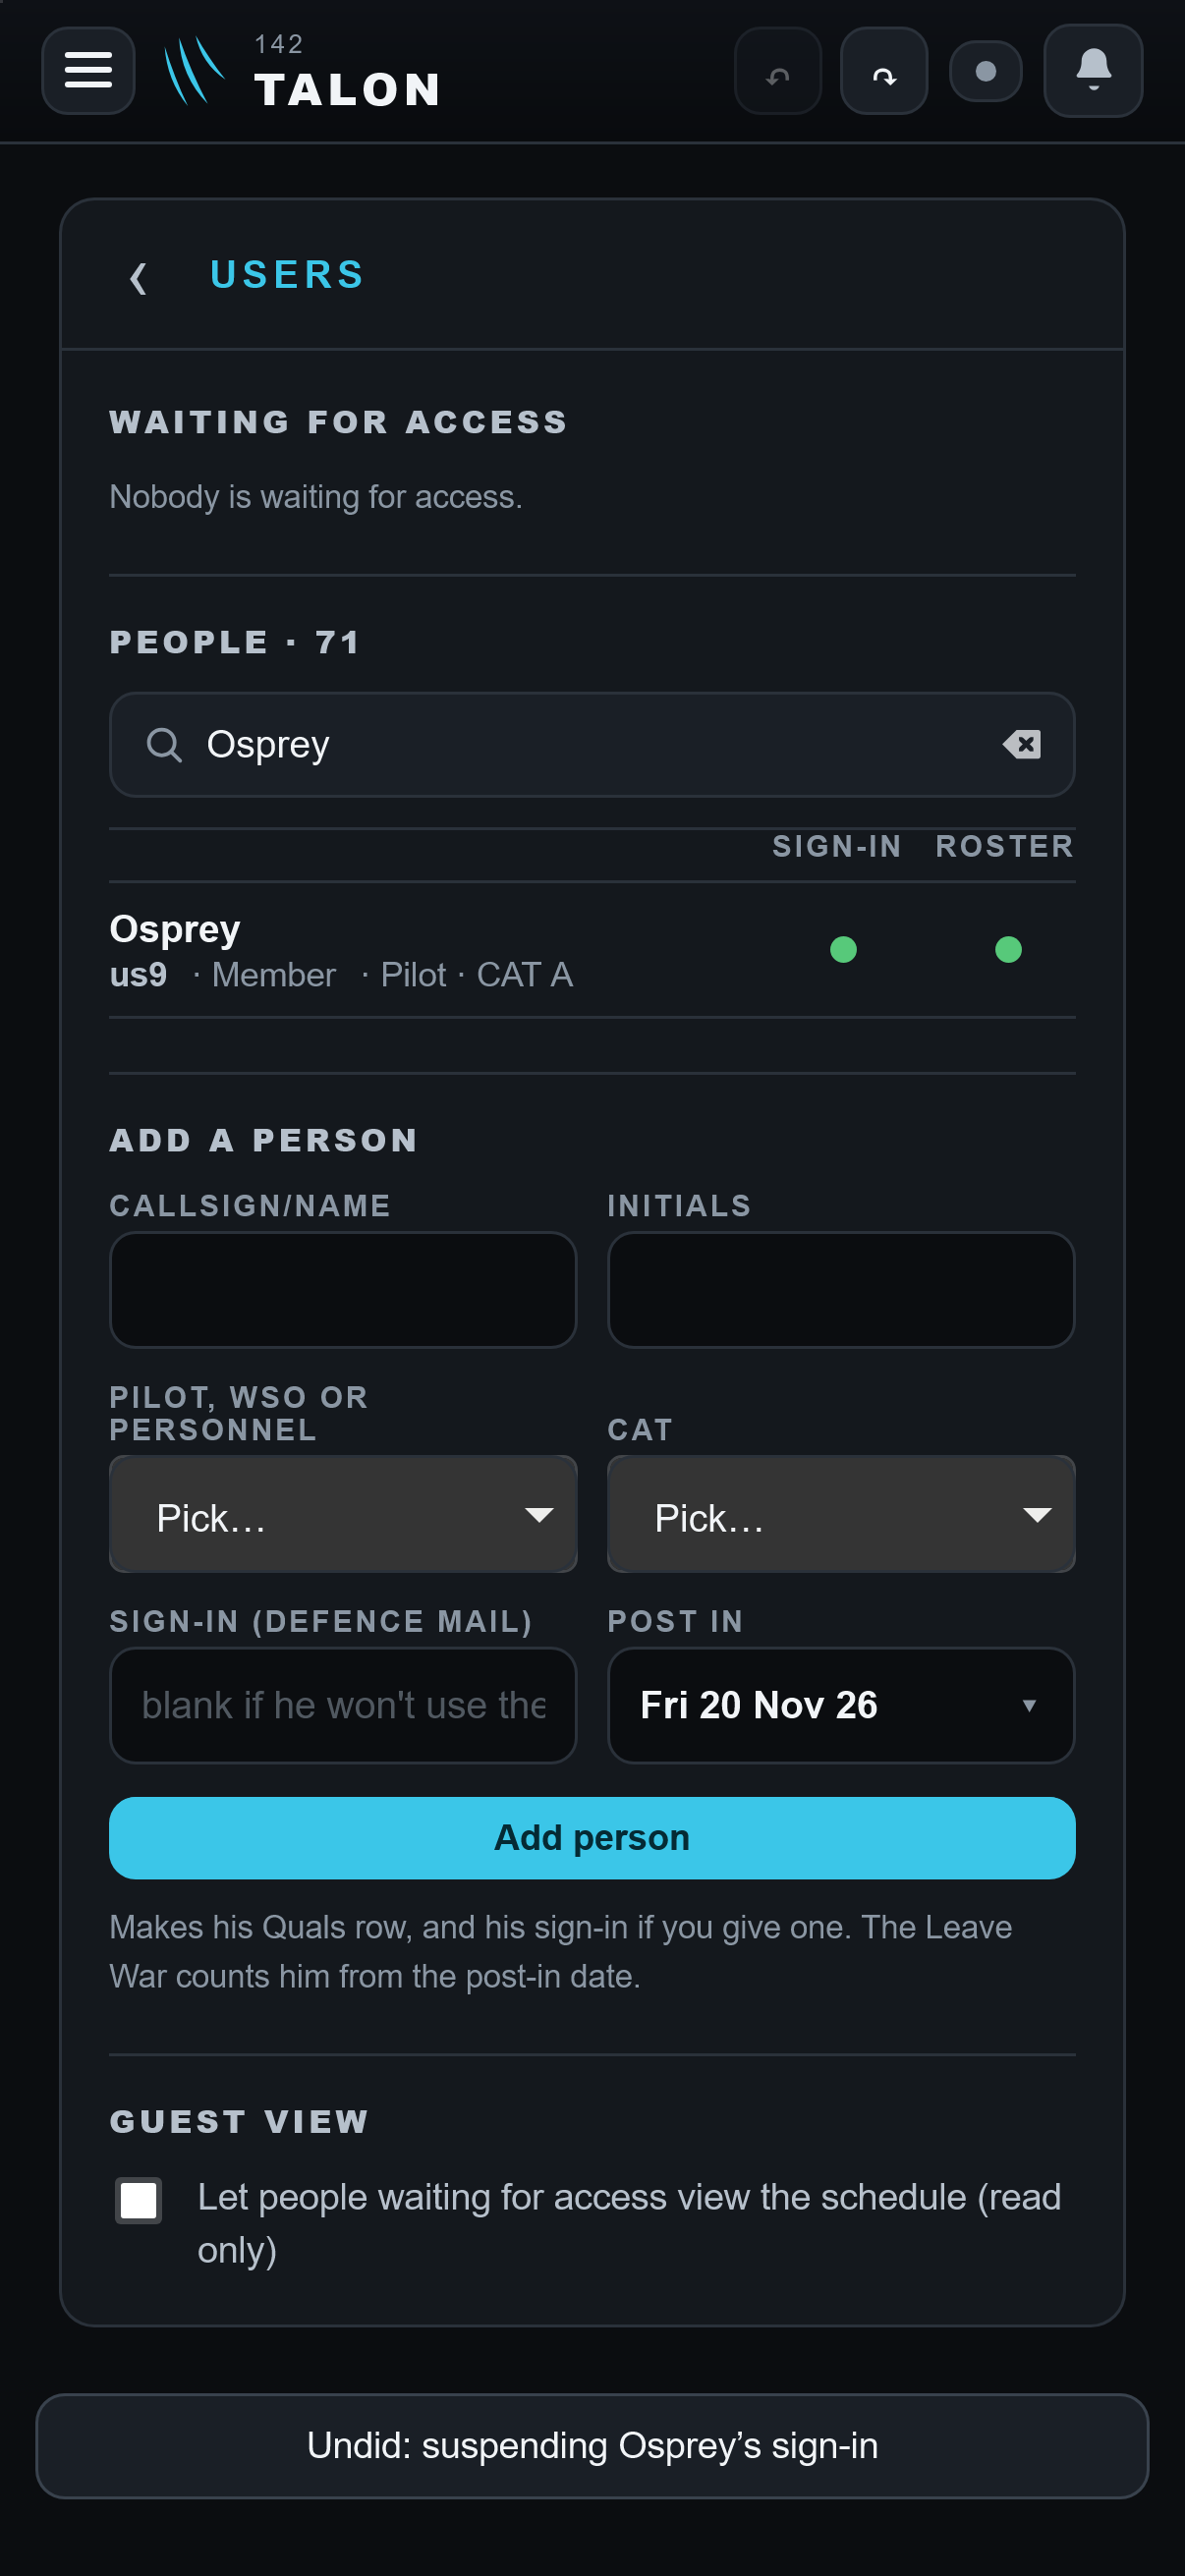 142
TALON
USERS
WAITING FOR ACCESS
Nobody is waiting for access.
PEOPLE · 71
Osprey
SIGN-IN ROSTER
Osprey
us9 · Member · Pilot · CAT A
ADD A PERSON
CALLSIGN/NAME INITIALS
PILOT, WSO OR
PERSONNEL CAT
Pick… Pick…
SIGN-IN (DEFENCE MAIL) POST IN
blank if he won't use the Fri 20 Nov 26
Add person
Makes his Quals row, and his sign-in if you give one. The Leave
War counts him from the post-in date.
GUEST VIEW
Let people waiting for access view the schedule (read
only)
Undid: suspending Osprey’s sign-in